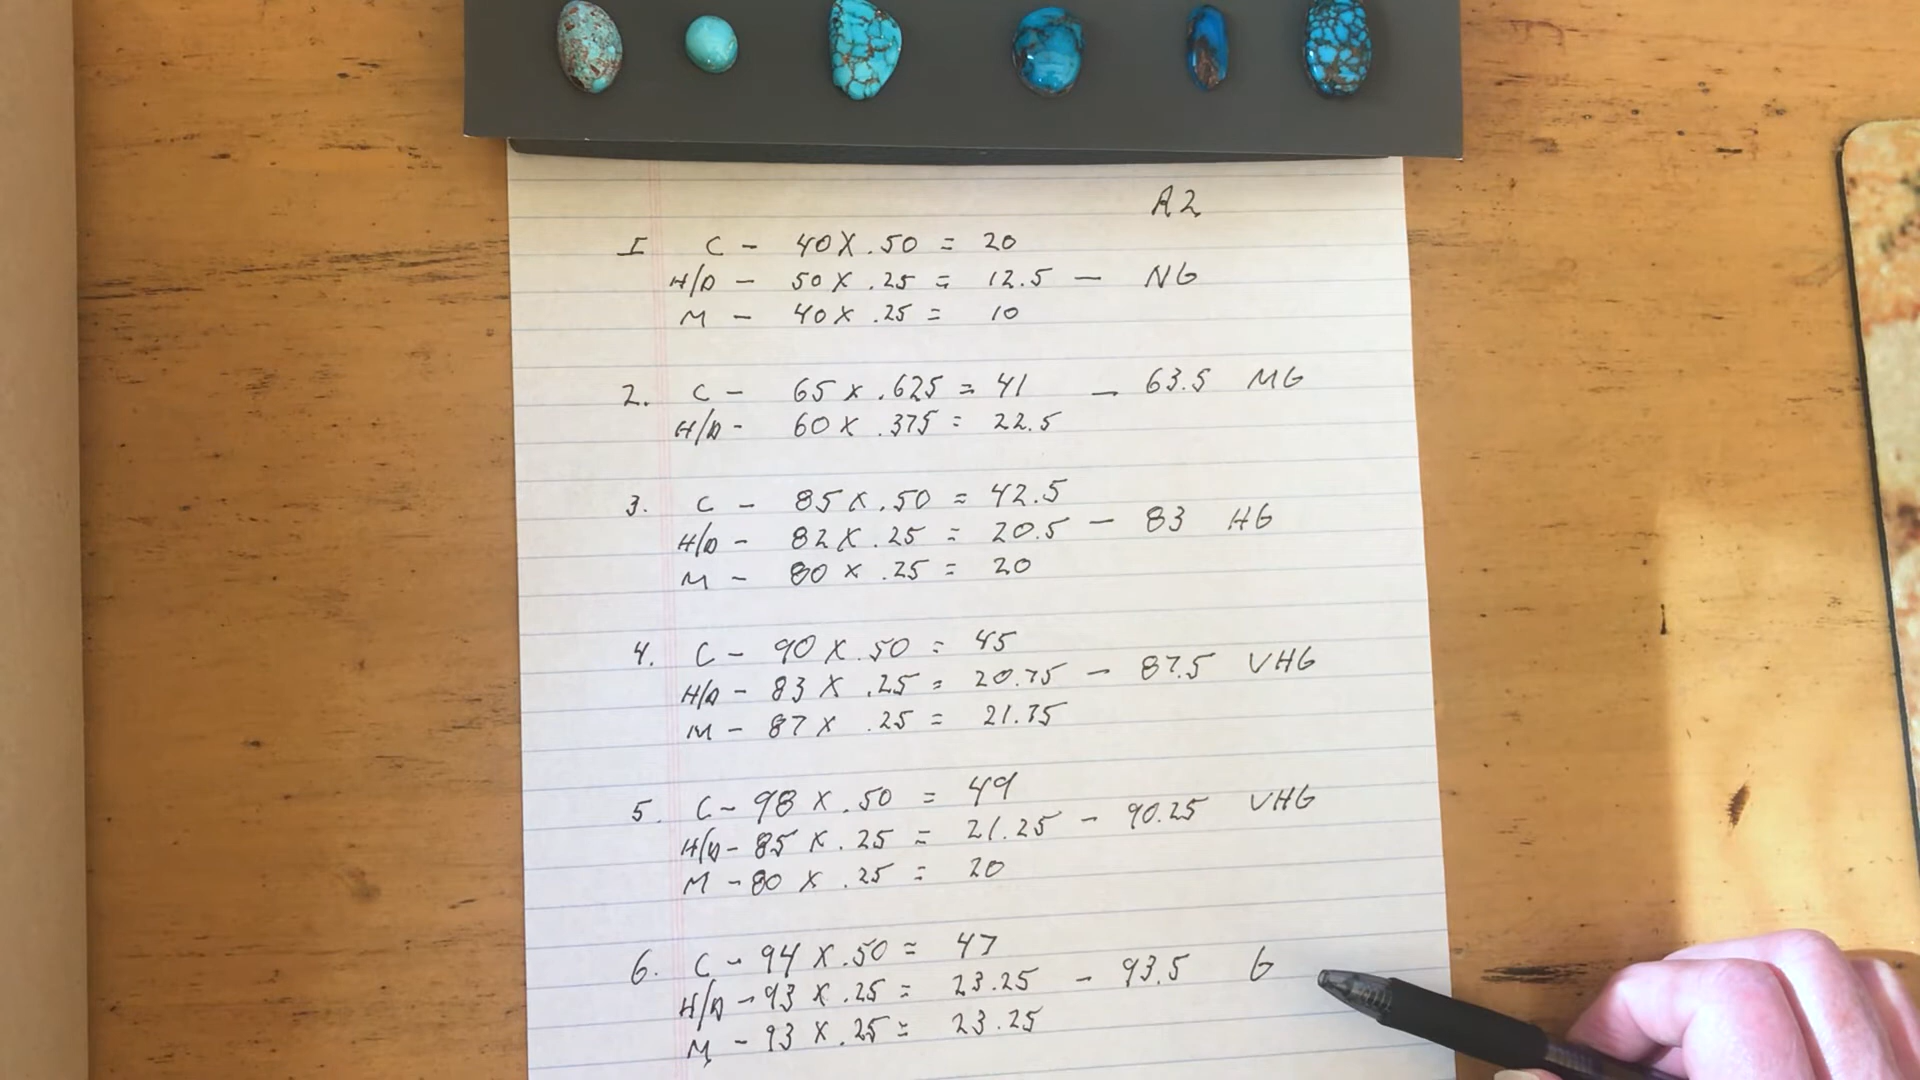 A2
I C - 40 X .50 = 20
H/D - 50 X .25 = 12.5 - NG
M - 40 X .25 = 10
2. C - 65 X .625 = 41 - 63.5 MG
H/D - 60 X .375 = 22.5
3. C - 85 X .50 = 42.5
H/D - 82 X .25 = 20.5 - 83 HG
M - 80 X .25 = 20
4. C - 90 X .50 = 45
H/D - 83 X .25 = 20.75 - 87.5 VHG
M - 87 X .25 = 21.75
5. C - 98 X .50 = 49
H/D - 85 X .25 = 21.25 - 90.25 VHG
M - 80 X .25 = 20
6. C - 94 X .50 = 47
H/D - 93 X .25 = 23.25 - 93.5 G
M - 93 X .25 = 23.25